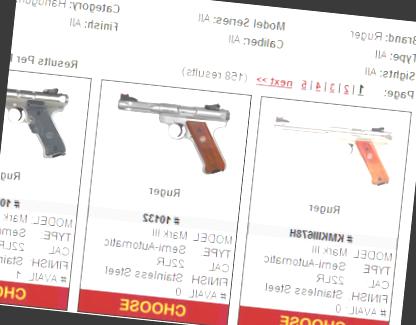 Brand: Ruger Model Series: All Category: Handgun
Type: All Caliber: All Finish: All
Sights: All
Page: 1 | 2 | 3 | 4 | 5 next >> (158 results) Results Per
Ruger
# KMKIII678H
MODEL Mark III
TYPE Semi-Automatic
CAL 22LR
FINISH Stainless Steel
# AVAIL. 0
CHOOSE
Ruger
# 10132
MODEL Mark III
TYPE Semi-Automatic
CAL 22LR
FINISH Stainless Steel
# AVAIL. 0
CHOOSE
Rug
# 10
MODEL Mark
TYPE Sem
CAL 22LR
FINISH Stain
# AVAIL. 1
CHO